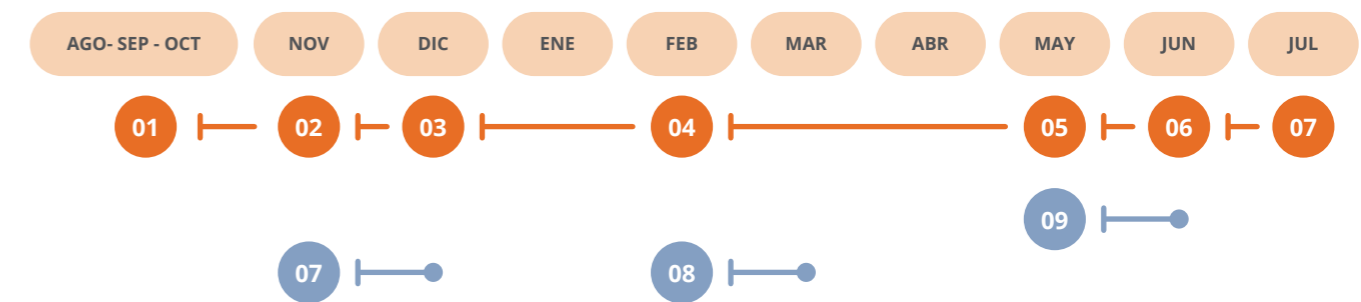 AGO- SEP - OCT NOV DIC ENE FEB MAR ABR MAY JUN JUL
01 02 03 04 05 06 07
09
07 08